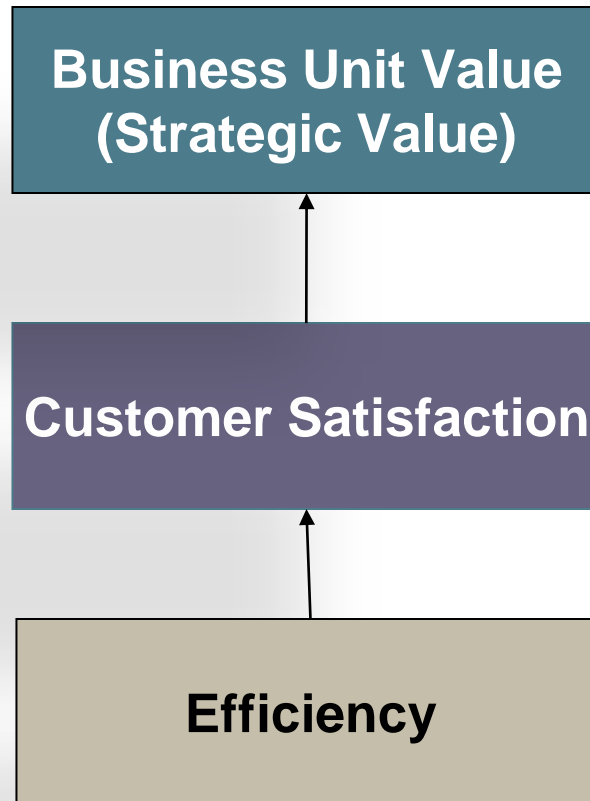 Business Unit Value
(Strategic Value)
Customer Satisfaction
Efficiency